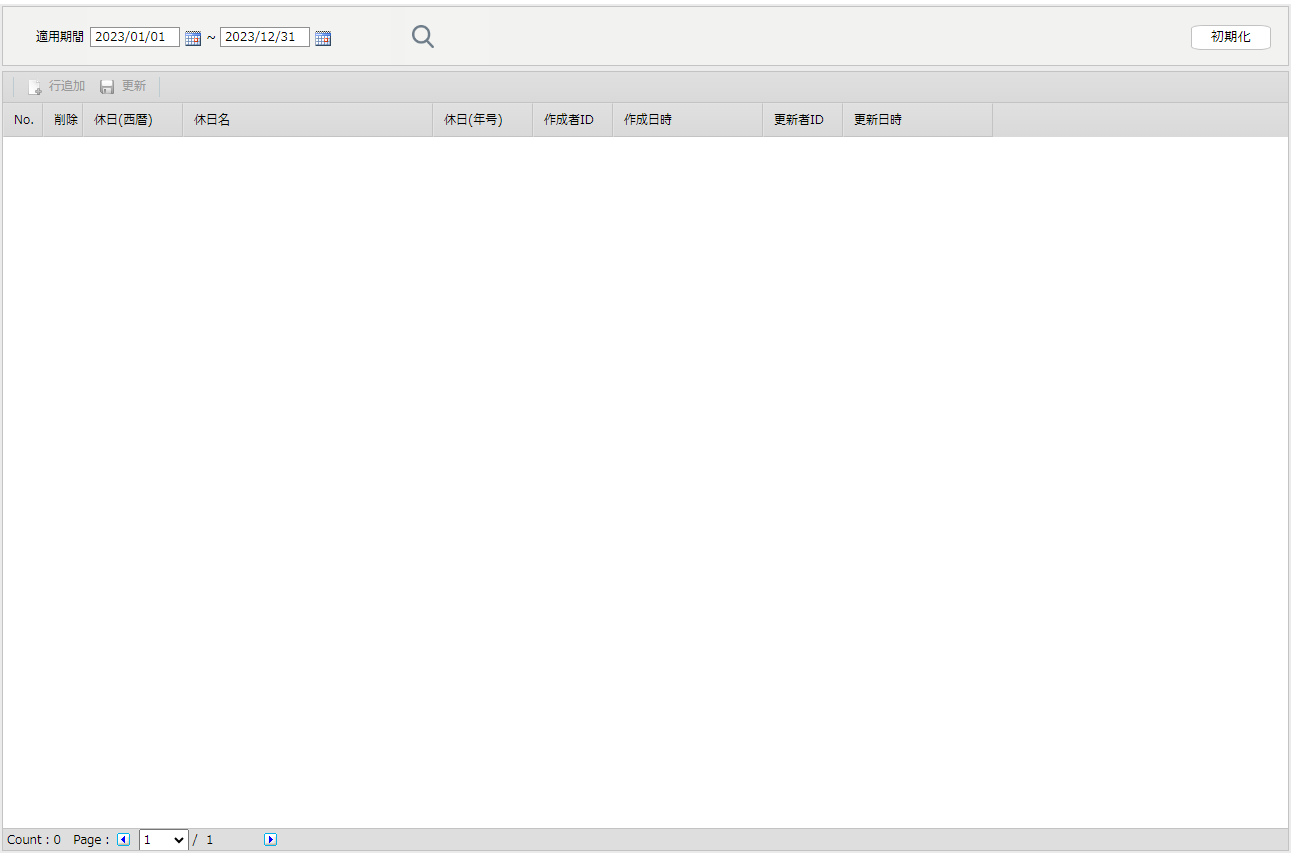 適用期間 2023/01/01 ~ 2023/12/31 初期化
行追加 更新
No. 削除 休日(西暦) 休日名 休日(年号) 作成者ID 作成日時 更新者ID 更新日時
Count : 0 Page : 1 / 1